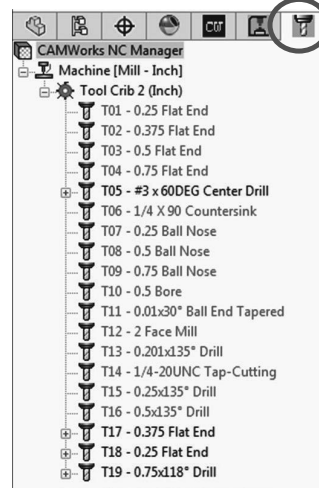 CW
CAMWorks NC Manager
Machine [Mill - Inch]
Tool Crib 2 (Inch)
T01 - 0.25 Flat End
T02 - 0.375 Flat End
T03 - 0.5 Flat End
T04 - 0.75 Flat End
T05 - #3 x 60DEG Center Drill
T06 - 1/4 X 90 Countersink
T07 - 0.25 Ball Nose
T08 - 0.5 Ball Nose
T09 - 0.75 Ball Nose
T10 - 0.5 Bore
T11 - 0.01x30° Ball End Tapered
T12 - 2 Face Mill
T13 - 0.201x135° Drill
T14 - 1/4-20UNC Tap-Cutting
T15 - 0.25x135° Drill
T16 - 0.5x135° Drill
T17 - 0.375 Flat End
T18 - 0.25 Flat End
T19 - 0.75x118° Drill